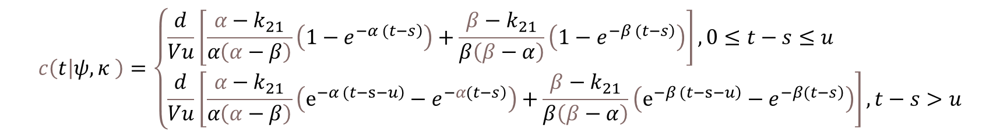 c(t|ψ,κ ) = { d/Vu [ α − k₂₁/α(α − β) (1 − e^−α (t−s)) + β − k₂₁/β(β − α) (1 − e^−β (t−s)) ] , 0 ≤ t − s ≤ u
d/Vu [ α − k₂₁/α(α − β) (e^−α (t−s−u) − e^−α(t−s)) + β − k₂₁/β(β − α) (e^−β (t−s−u) − e^−β(t−s)) ] , t − s > u